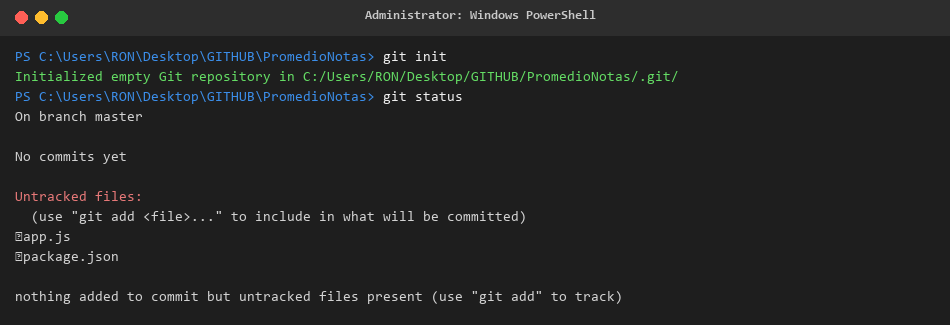 Administrator: Windows PowerShell
PS C:\Users\RON\Desktop\GITHUB\PromedioNotas> git init
Initialized empty Git repository in C:/Users/RON/Desktop/GITHUB/PromedioNotas/.git/
PS C:\Users\RON\Desktop\GITHUB\PromedioNotas> git status
On branch master
No commits yet
Untracked files:
(use "git add <file>..." to include in what will be committed)
app.js
package.json
nothing added to commit but untracked files present (use "git add" to track)